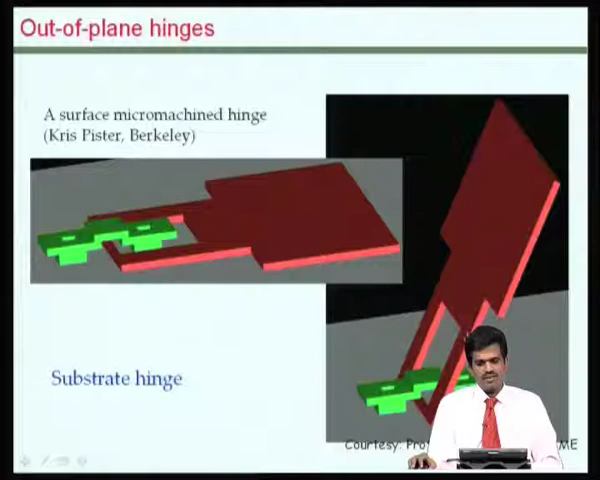 Out-of-plane hinges
A surface micromachined hinge
(Kris Pister, Berkeley)
Substrate hinge
Courtesy: Pro
ME